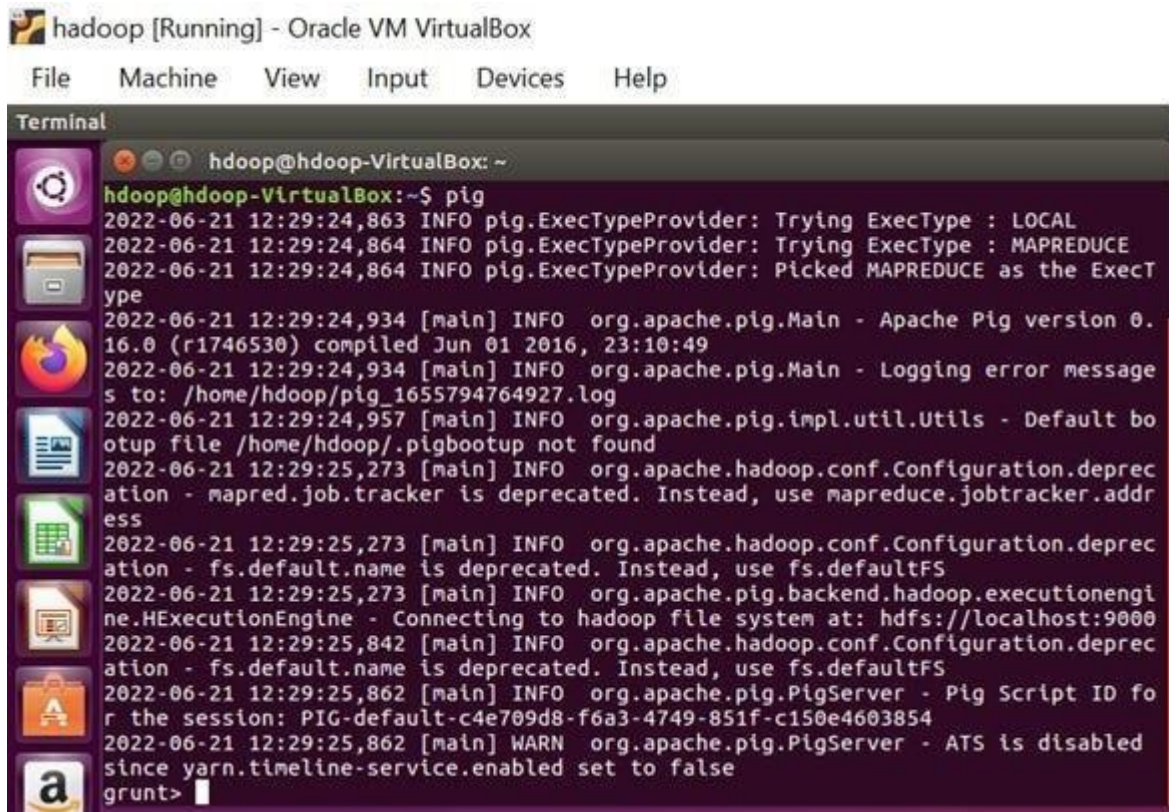 hadoop [Running] - Oracle VM VirtualBox
File Machine View Input Devices Help
Terminal
hdoop@hdoop-VirtualBox: ~
hdoop@hdoop-VirtualBox:~$ pig
2022-06-21 12:29:24,863 INFO pig.ExecTypeProvider: Trying ExecType : LOCAL
2022-06-21 12:29:24,864 INFO pig.ExecTypeProvider: Trying ExecType : MAPREDUCE
2022-06-21 12:29:24,864 INFO pig.ExecTypeProvider: Picked MAPREDUCE as the ExecT
ype
2022-06-21 12:29:24,934 [main] INFO  org.apache.pig.Main - Apache Pig version 0.
16.0 (r1746530) compiled Jun 01 2016, 23:10:49
2022-06-21 12:29:24,934 [main] INFO  org.apache.pig.Main - Logging error message
s to: /home/hdoop/pig_1655794764927.log
2022-06-21 12:29:24,957 [main] INFO  org.apache.pig.impl.util.Utils - Default bo
otup file /home/hdoop/.pigbootup not found
2022-06-21 12:29:25,273 [main] INFO  org.apache.hadoop.conf.Configuration.deprec
ation - mapred.job.tracker is deprecated. Instead, use mapreduce.jobtracker.addr
ess
2022-06-21 12:29:25,273 [main] INFO  org.apache.hadoop.conf.Configuration.deprec
ation - fs.default.name is deprecated. Instead, use fs.defaultFS
2022-06-21 12:29:25,273 [main] INFO  org.apache.pig.backend.hadoop.executionengi
ne.HExecutionEngine - Connecting to hadoop file system at: hdfs://localhost:9000
2022-06-21 12:29:25,842 [main] INFO  org.apache.hadoop.conf.Configuration.deprec
ation - fs.default.name is deprecated. Instead, use fs.defaultFS
2022-06-21 12:29:25,862 [main] INFO  org.apache.pig.PigServer - Pig Script ID fo
r the session: PIG-default-c4e709d8-f6a3-4749-851f-c150e4603854
2022-06-21 12:29:25,862 [main] WARN  org.apache.pig.PigServer - ATS is disabled
since yarn.timeline-service.enabled set to false
grunt>